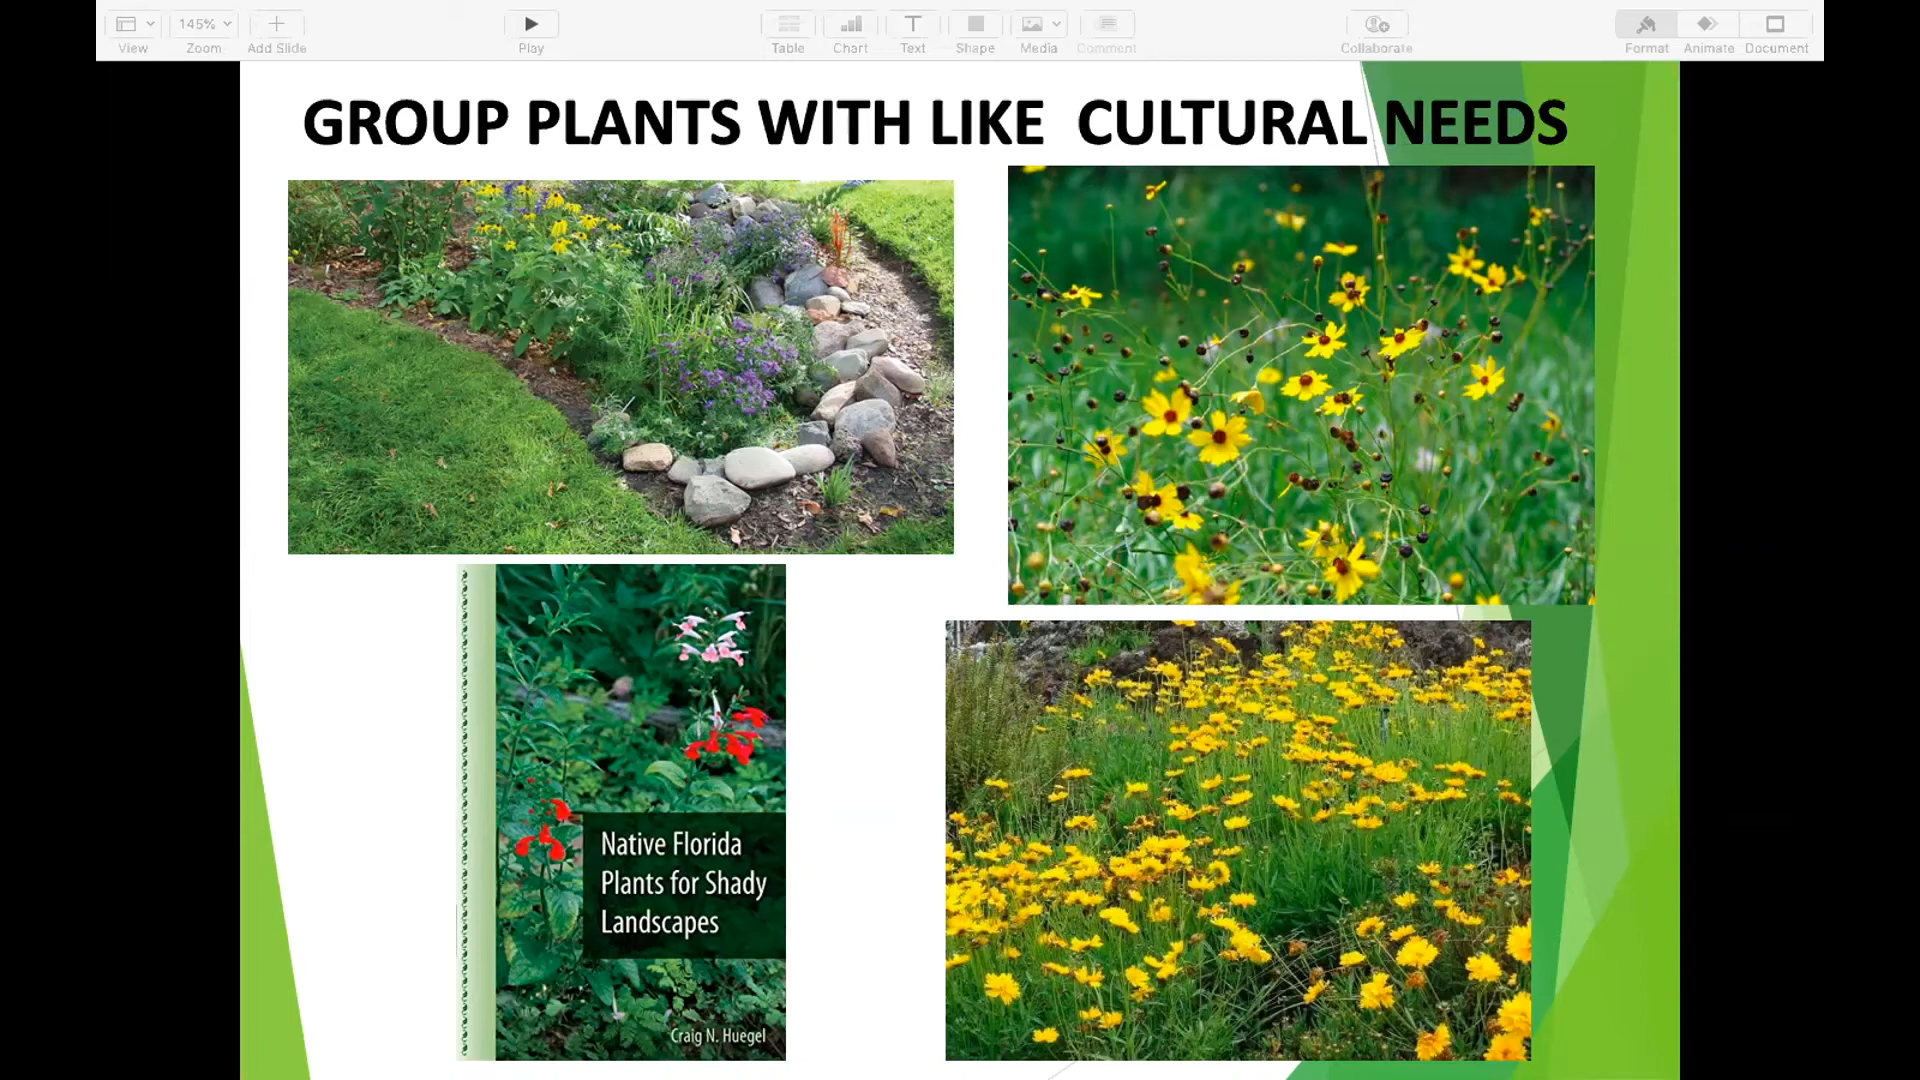 145%
View
Zoom
Add Slide
Play
Table
Chart
Text
Shape
Media
Comment
Collaborate
Format
Animate
Document
GROUP PLANTS WITH LIKE CULTURAL NEEDS
Native Florida
Plants for Shady
Landscapes
Craig N. Huegel